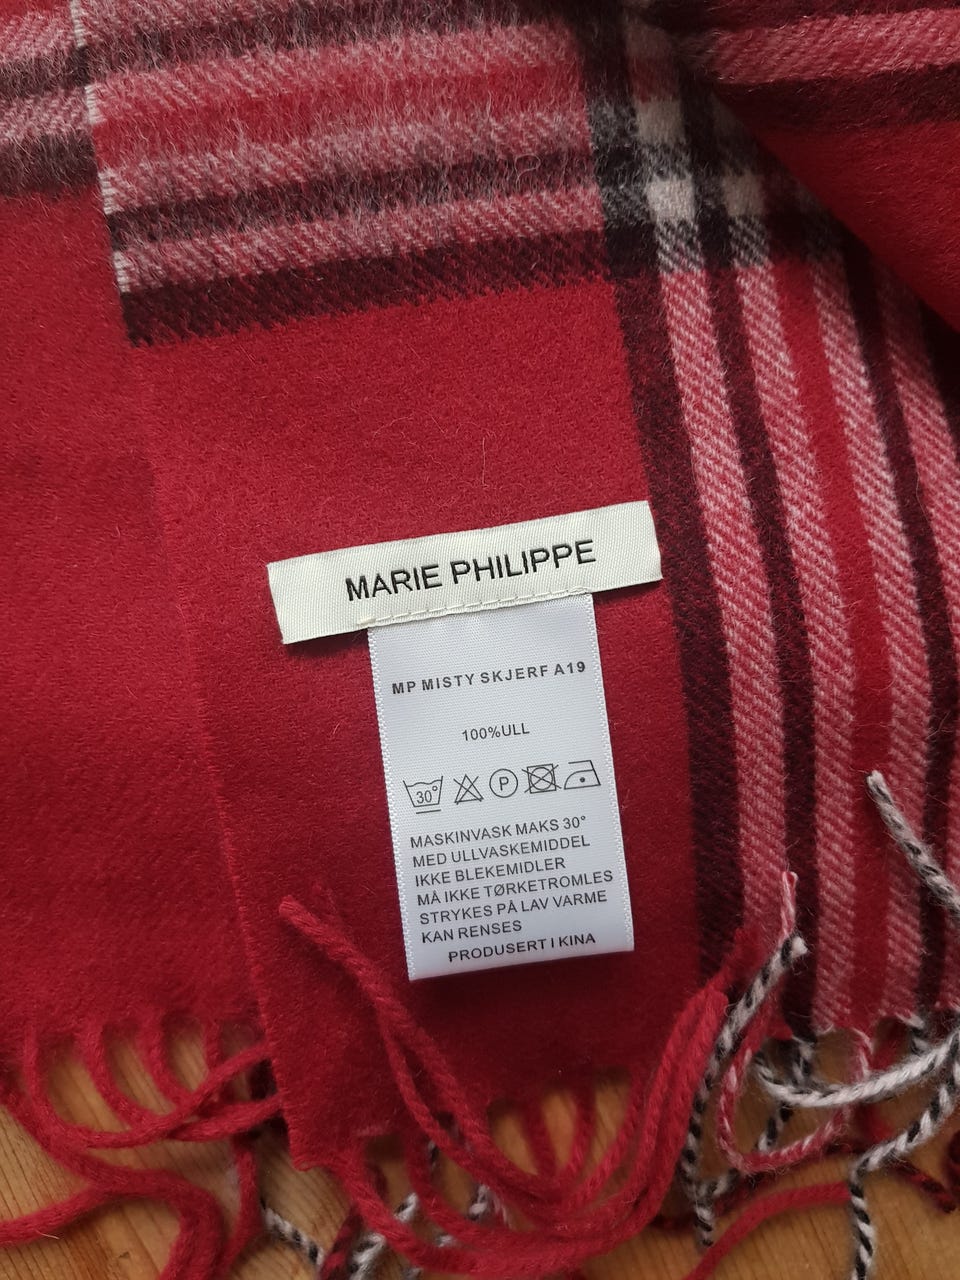 MARIE PHILIPPE
MP MISTY SKJERF A19
100%ULL
30° P
MASKINVASK MAKS 30°
MED ULLVASKEMIDDEL
IKKE BLEKEMIDLER
MÅ IKKE TØRKETROMLES
STRYKES PÅ LAV VARME
KAN RENSES
PRODUSERT I KINA